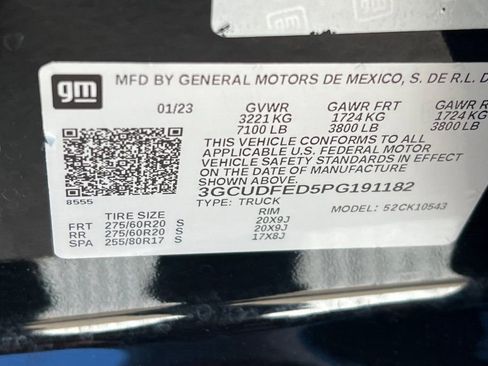 gm
MFD BY GENERAL MOTORS DE MEXICO, S. DE R.L. D
01/23 GVWR GAWR FRT GAWR R
3221 KG 1724 KG 1724 KG
7100 LB 3800 LB 3800 LB
THIS VEHICLE CONFORMS TO ALL
APPLICABLE U.S. FEDERAL MOTOR
VEHICLE SAFETY STANDARDS IN EFFECT
ON THE DATE OF MANUFACTURE SHOWN ABOVE.
8555 3GCUDFED5PG191182
TYPE: TRUCK MODEL: 52CK10543
TIRE SIZE RIM
FRT 275/60R20 S 20X9J
RR 275/60R20 S 20X9J
SPA 255/80R17 S 17X8J